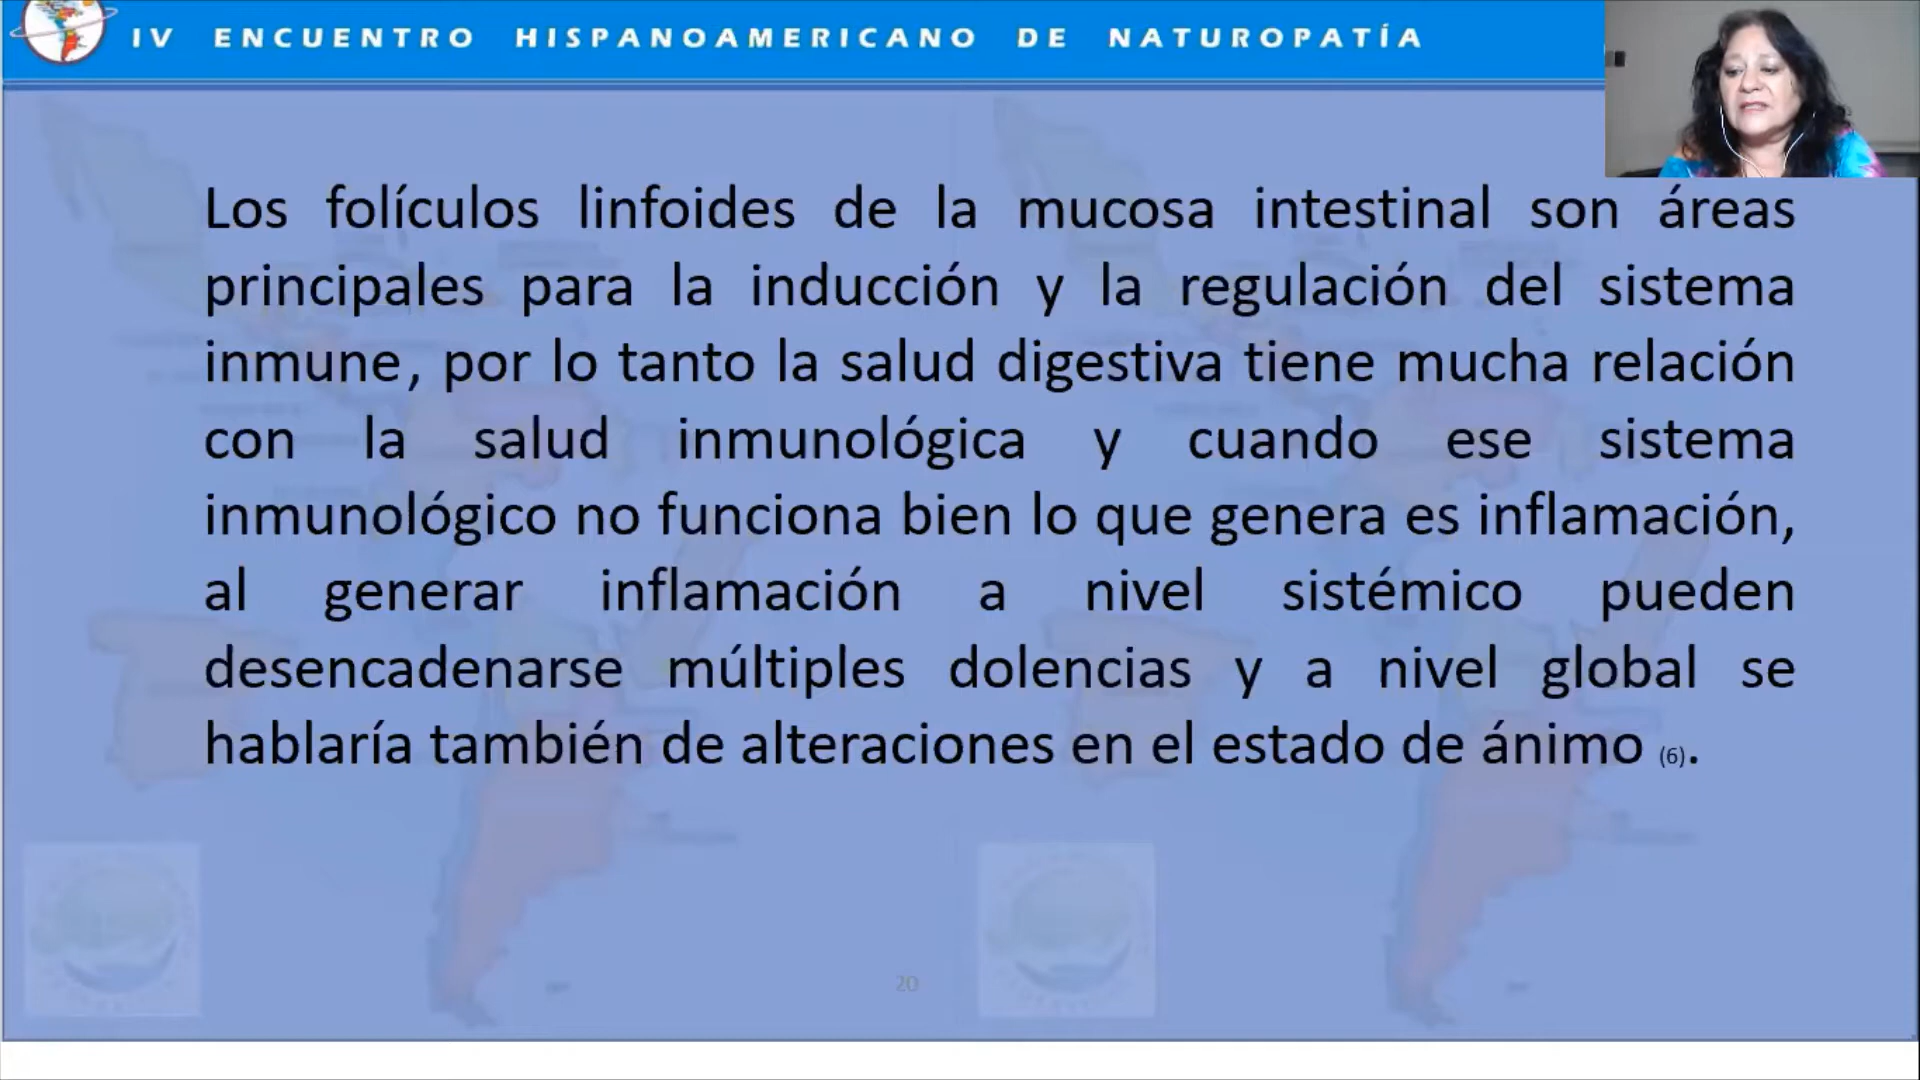 IV ENCUENTRO HISPANOAMERICANO DE NATUROPATÍA
Los folículos linfoides de la mucosa intestinal son áreas
principales para la inducción y la regulación del sistema
inmune, por lo tanto la salud digestiva tiene mucha relación
con la salud inmunológica y cuando ese sistema
inmunológico no funciona bien lo que genera es inflamación,
al generar inflamación a nivel sistémico pueden
desencadenarse múltiples dolencias y a nivel global se
hablaría también de alteraciones en el estado de ánimo (6).
20